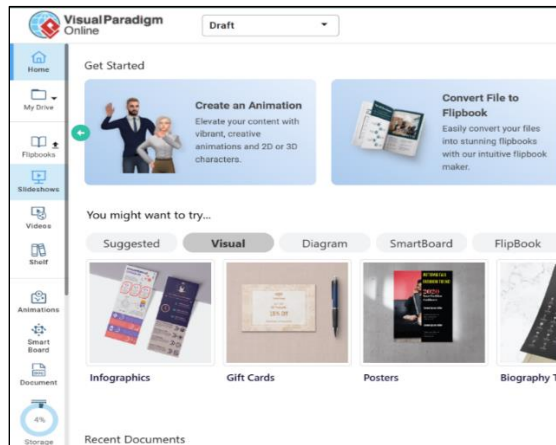 Visual Paradigm
Online
Draft
Home
My Drive
Flipbooks
Slideshows
Videos
Shelf
Animations
Smart
Board
Document
4%
Storage
Get Started
Create an Animation
Elevate your content with
vibrant, creative
animations and 2D or 3D
characters.
Convert File to
Flipbook
Easily convert your files
into stunning flipbooks
with our intuitive flipbook
maker.
You might want to try...
Suggested
Visual
Diagram
SmartBoard
FlipBook
Infographics
Gift Cards
Posters
Biography T
Recent Documents